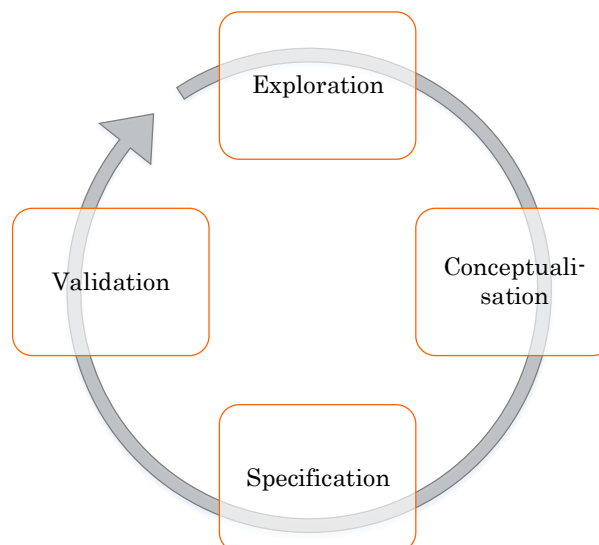 Exploration
Conceptuali-
sation
Specification
Validation